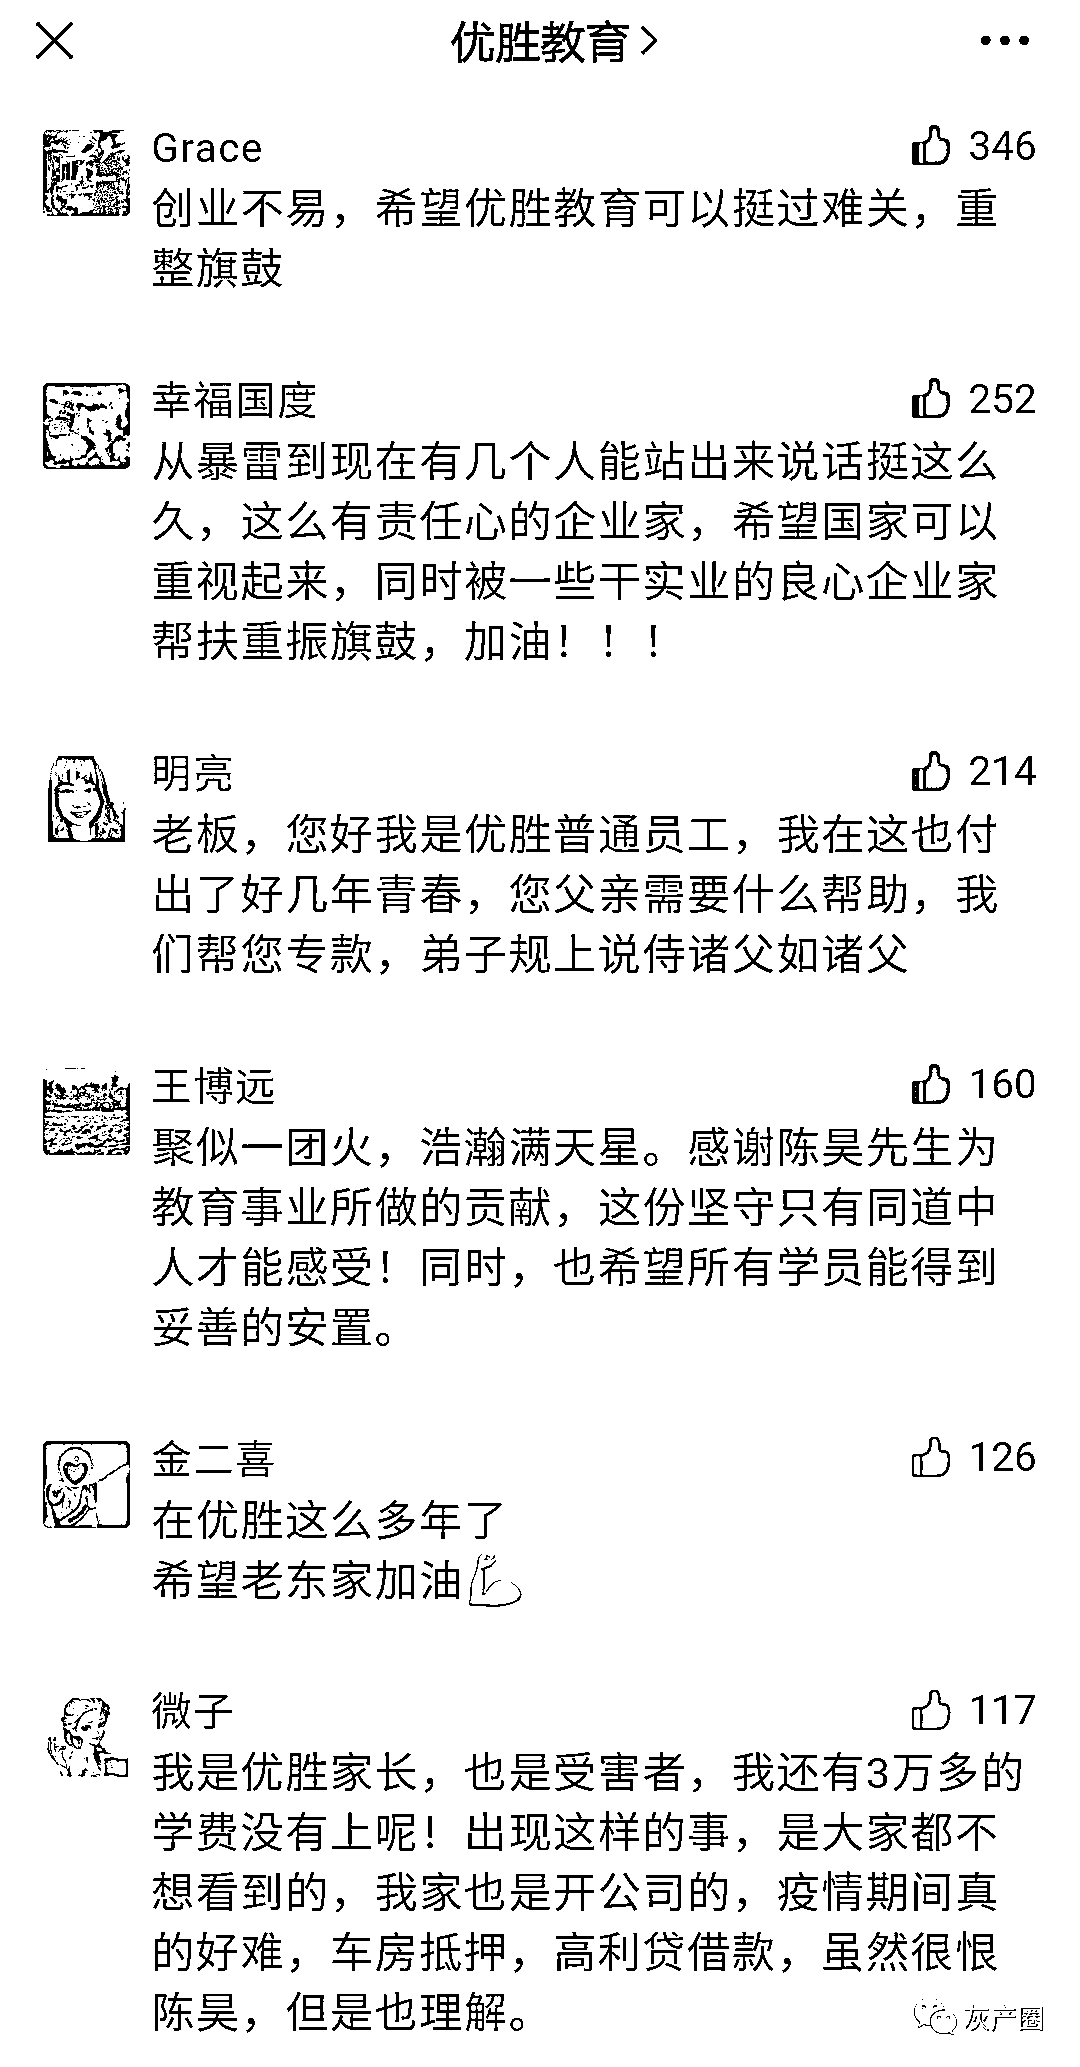 优胜教育
Grace
346
创业不易，希望优胜教育可以挺过难关，重
整旗鼓
幸福国度
252
从暴雷到现在有几个人能站出来说话挺这么
久，这么有责任心的企业家，希望国家可以
重视起来，同时被一些干实业的良心企业家
帮扶重振旗鼓，加油！！！
明亮
214
老板，您好我是优胜普通员工，我在这也付
出了好几年青春，您父亲需要什么帮助，我
们帮您专款，弟子规上说侍诸父如诸父
王博远
160
聚似一团火，浩瀚满天星。感谢陈昊先生为
教育事业所做的贡献，这份坚守只有同道中
人才能感受！同时，也希望所有学员能得到
妥善的安置。
金二喜
126
在优胜这么多年了
希望老东家加油💪
微子
117
我是优胜家长，也是受害者，我还有3万多的
学费没有上呢！出现这样的事，是大家都不
想看到的，我家也是开公司的，疫情期间真
的好难，车房抵押，高利贷借款，虽然很恨
陈昊，但是也理解。
灰产圈